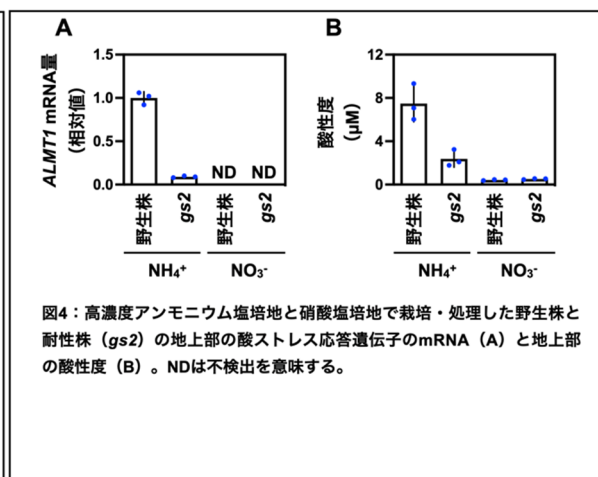 A
B
ALMT1 mRNA量
（相対値）
1.5
1.0
0.5
0.0
ND ND
野生株 gs2 野生株 gs2
NH₄⁺ NO₃⁻
酸性度
（μM）
12
8
4
0
野生株 gs2 野生株 gs2
NH₄⁺ NO₃⁻
図4：高濃度アンモニウム塩培地と硝酸塩培地で栽培・処理した野生株と
耐性株（gs2）の地上部の酸ストレス応答遺伝子のmRNA（A）と地上部
の酸性度（B）。NDは不検出を意味する。